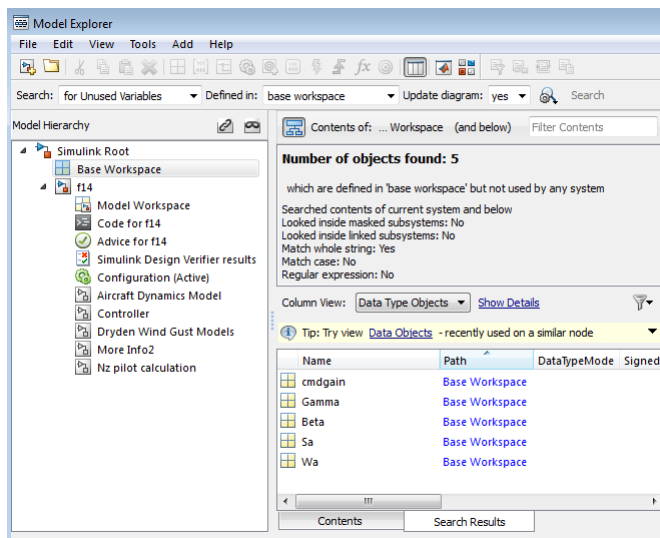 Model Explorer
File Edit View Tools Add Help
fx
Search: for Unused Variables Defined in: base workspace Update diagram: yes Search
Model Hierarchy
Simulink Root
Base Workspace
f14
Model Workspace
Code for f14
Advice for f14
Simulink Design Verifier results
Configuration (Active)
Aircraft Dynamics Model
Controller
Dryden Wind Gust Models
More Info2
Nz pilot calculation
Contents of: ... Workspace (and below) Filter Contents
Number of objects found: 5
which are defined in 'base workspace' but not used by any system
Searched contents of current system and below
Looked inside masked subsystems: No
Looked inside linked subsystems: No
Match whole string: Yes
Match case: No
Regular expression: No
Column View: Data Type Objects Show Details
Tip: Try view Data Objects - recently used on a similar node
Name Path DataTypeMode Signed
cmdgain Base Workspace
Gamma Base Workspace
Beta Base Workspace
Sa Base Workspace
Wa Base Workspace
Contents Search Results